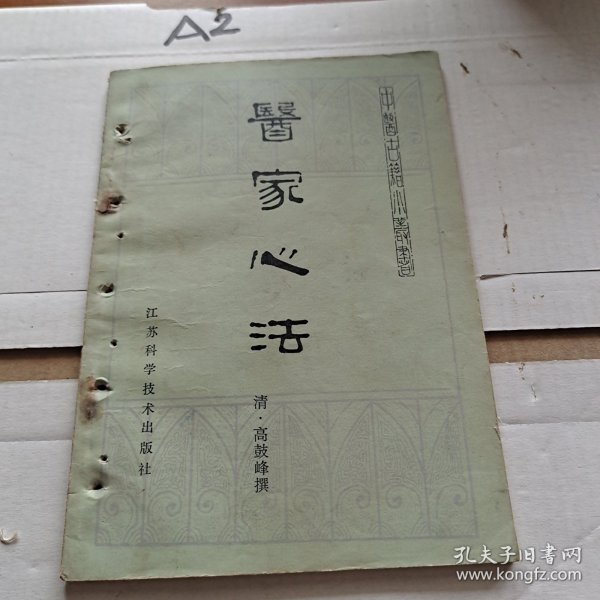 A2
中醫古籍小叢書
醫家心法
清·高鼓峰撰
江苏科学技术出版社
孔夫子旧书网
www.kongfz.com